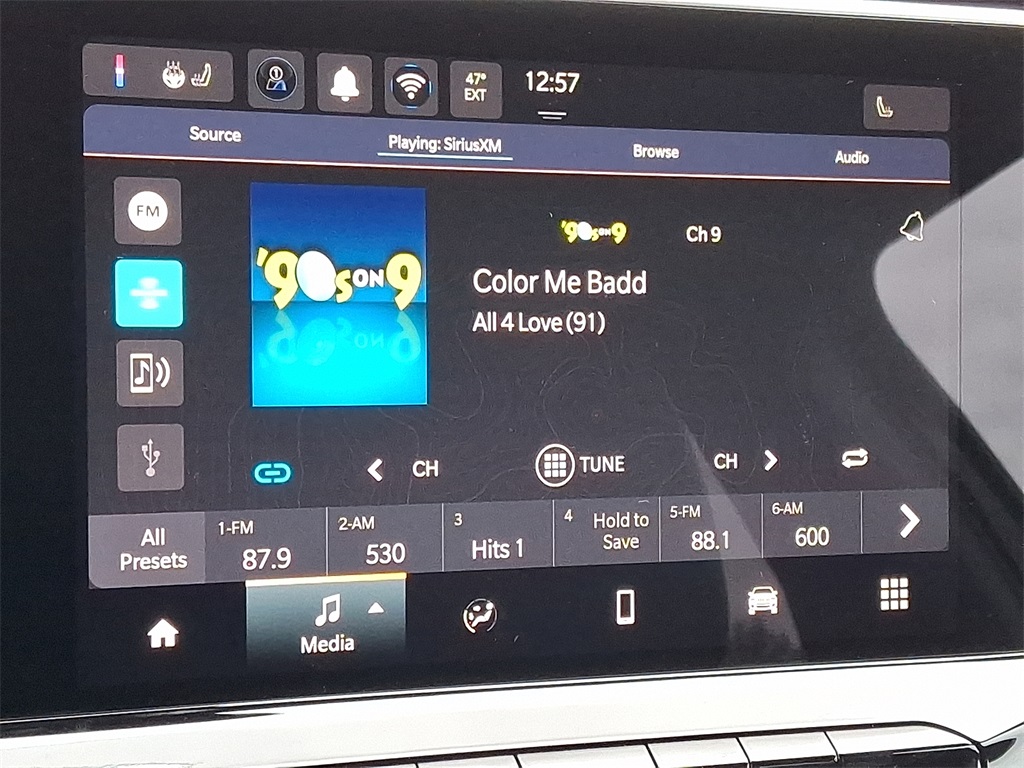 1
47°
EXT
12:57
Source
Playing: SiriusXM
Browse
Audio
FM
'90s ON 9
'90s ON 9
Ch 9
Color Me Badd
All 4 Love (91)
CH
TUNE
CH
All
Presets
1-FM
87.9
2-AM
530
3
Hits 1
4
Hold to
Save
5-FM
88.1
6-AM
600
Media